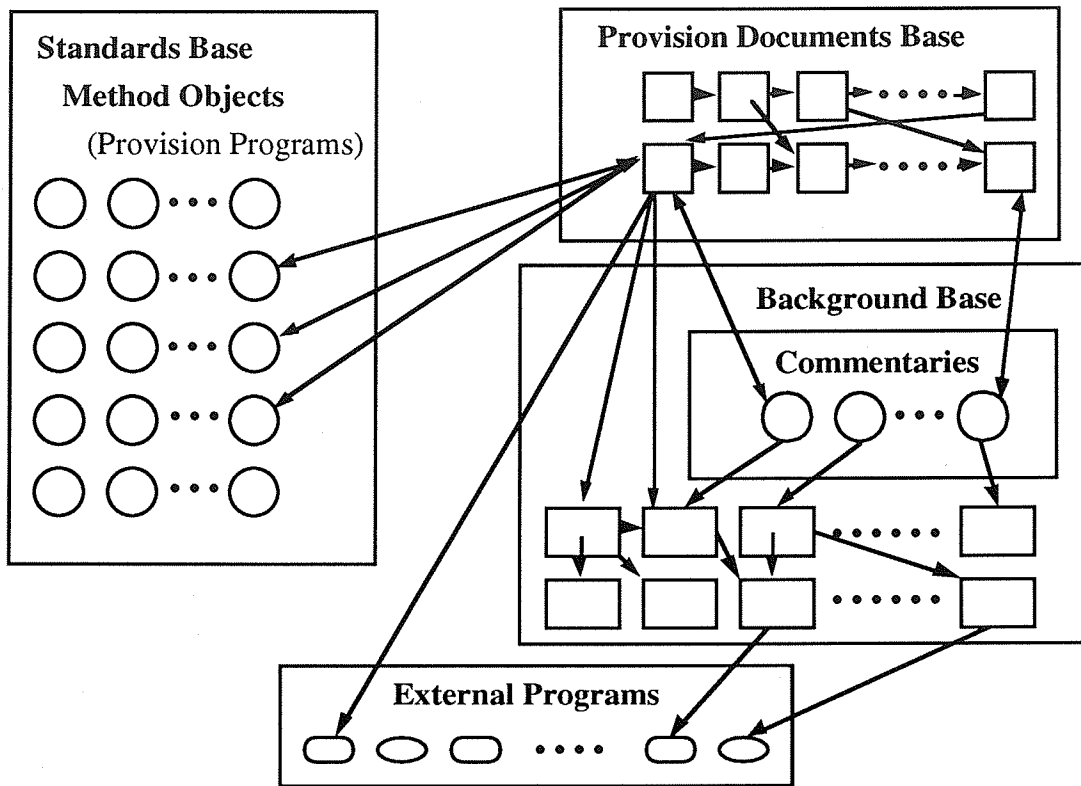 Standards Base
Method Objects
(Provision Programs)
Provision Documents Base
Background Base
Commentaries
External Programs